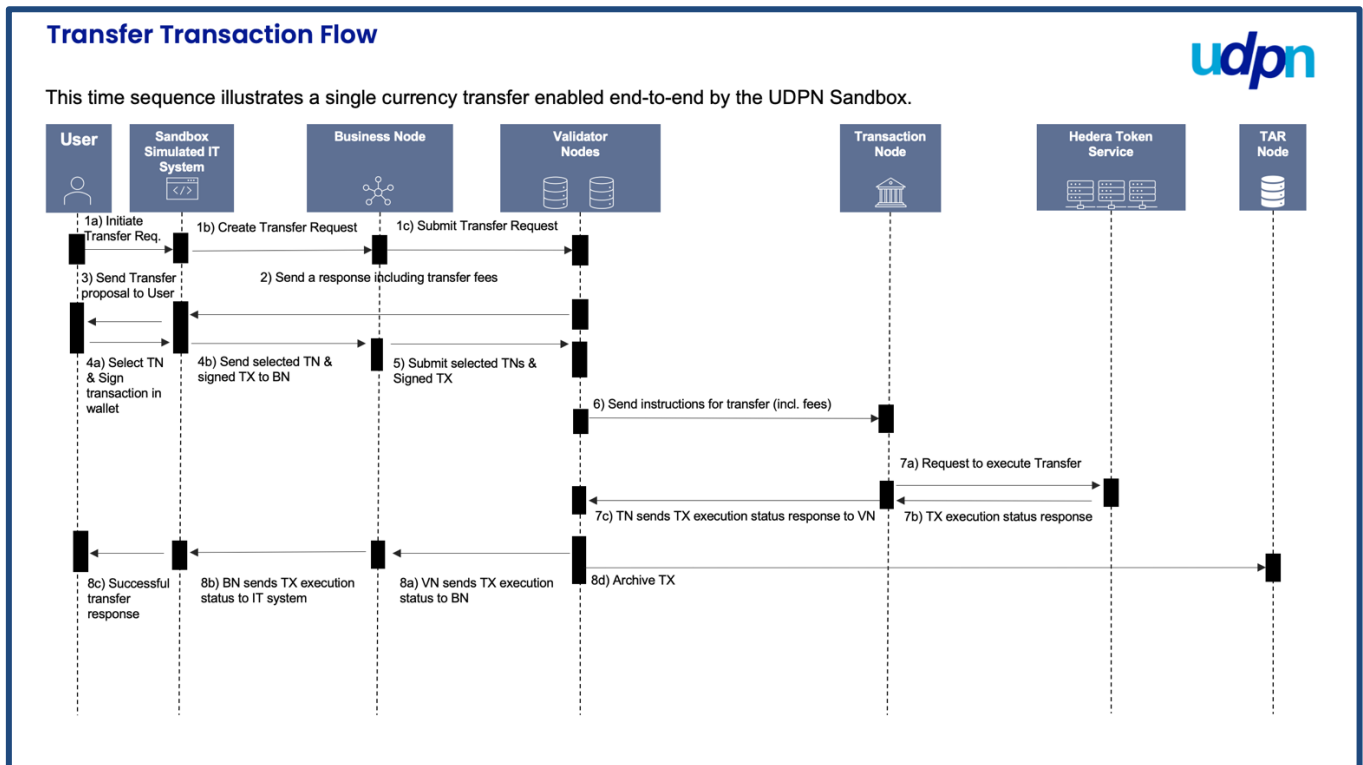 Transfer Transaction Flow
udpn
This time sequence illustrates a single currency transfer enabled end-to-end by the UDPN Sandbox.
User
Sandbox
Simulated IT
System
</>
Business Node
Validator
Nodes
Transaction
Node
Hedera Token
Service
TAR
Node
1a) Initiate
Transfer Req.
1b) Create Transfer Request
1c) Submit Transfer Request
3) Send Transfer
proposal to User
2) Send a response including transfer fees
4a) Select TN
& Sign
transaction in
wallet
4b) Send selected TN &
signed TX to BN
5) Submit selected TNs &
Signed TX
6) Send instructions for transfer (incl. fees)
7a) Request to execute Transfer
7c) TN sends TX execution status response to VN
7b) TX execution status response
8c) Successful
transfer
response
8b) BN sends TX execution
status to IT system
8a) VN sends TX execution
status to BN
8d) Archive TX